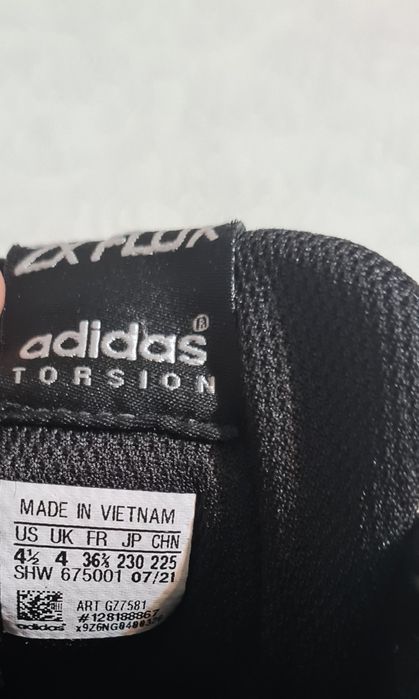 ZX FLUX
adidas®
TORSION
MADE IN VIETNAM
US UK FR JP CHN
4½ 4 36⅔ 230 225
SHW 675001 07/21
ART GZ7581
#128188867
adidas